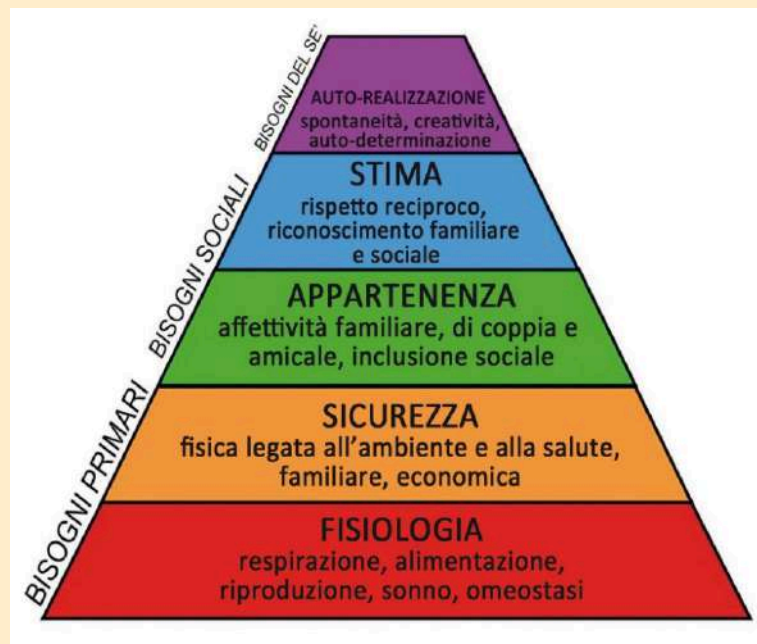 BISOGNI DEL SE'
AUTO-REALIZZAZIONE
spontaneità, creatività,
auto-determinazione
BISOGNI SOCIALI
STIMA
rispetto reciproco,
riconoscimento familiare
e sociale
APPARTENENZA
affettività familiare, di coppia e
amicale, inclusione sociale
BISOGNI PRIMARI
SICUREZZA
fisica legata all'ambiente e alla salute,
familiare, economica
FISIOLOGIA
respirazione, alimentazione,
riproduzione, sonno, omeostasi